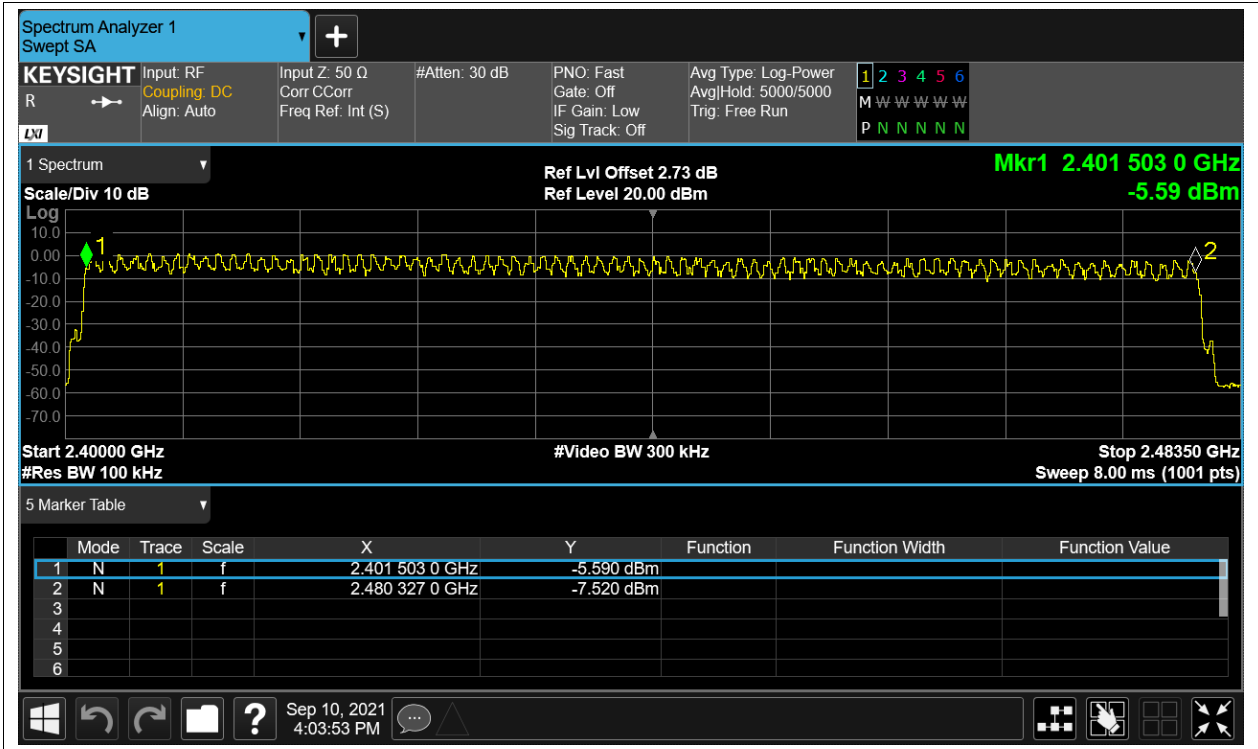 Spectrum Analyzer 1
Swept SA
+
KEYSIGHT Input: RF Input Z: 50 Ω #Atten: 30 dB PNO: Fast Avg Type: Log-Power 1 2 3 4 5 6
R Coupling: DC Corr CCorr Gate: Off Avg|Hold: 5000/5000 M W W W W W
Align: Auto Freq Ref: Int (S) IF Gain: Low Trig: Free Run
LXI Sig Track: Off P N N N N N
1 Spectrum Ref Lvl Offset 2.73 dB Mkr1 2.401 503 0 GHz
Scale/Div 10 dB Ref Level 20.00 dBm -5.59 dBm
Log
10.0
0.00 1 2
-10.0
-20.0
-30.0
-40.0
-50.0
-60.0
-70.0
Start 2.40000 GHz #Video BW 300 kHz Stop 2.48350 GHz
#Res BW 100 kHz Sweep 8.00 ms (1001 pts)
5 Marker Table
Mode Trace Scale X Y Function Function Width Function Value
1 N 1 f 2.401 503 0 GHz -5.590 dBm
2 N 1 f 2.480 327 0 GHz -7.520 dBm
3
4
5
6
? Sep 10, 2021
4:03:53 PM